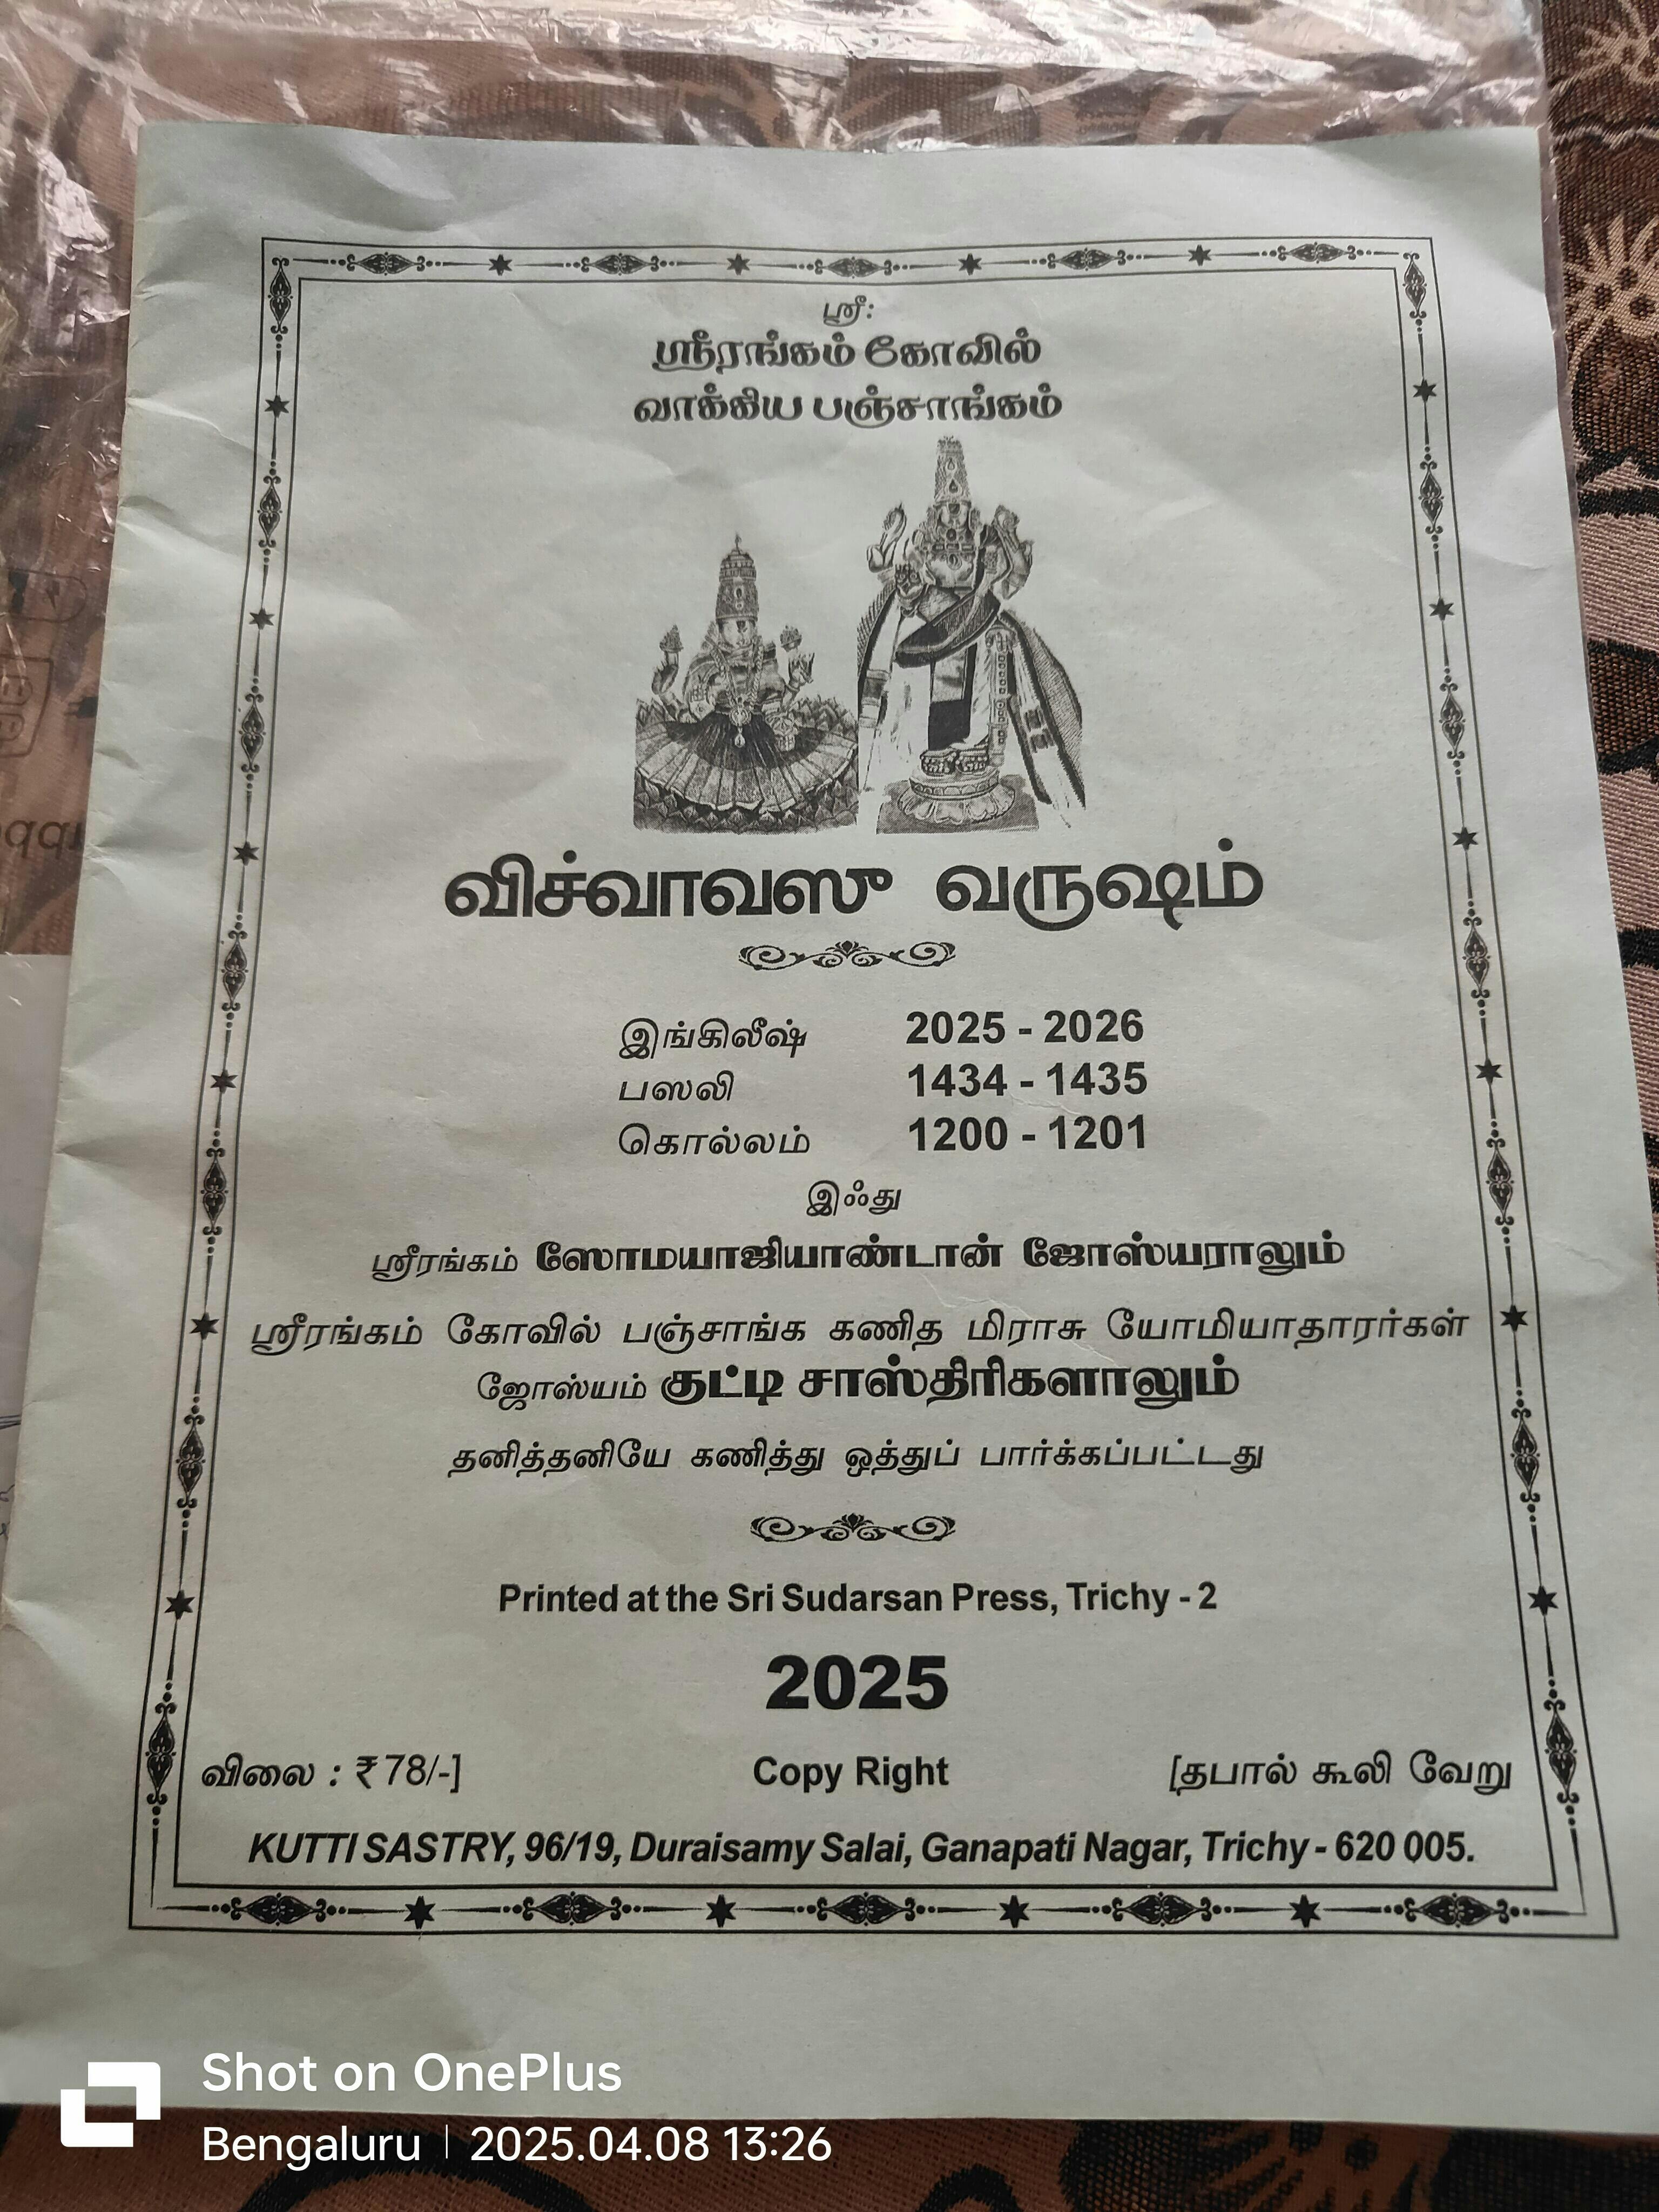 ஸ்ரீ:
ஸ்ரீரங்கம் கோவில்
வாக்கிய பஞ்சாங்கம்
விச்வாவஸு வருஷம்
இங்கிலீஷ் 2025 - 2026
பஸலி 1434 - 1435
கொல்லம் 1200 - 1201
இஃது
ஸ்ரீரங்கம் ஸோமயாஜியாண்டான் ஜோஸ்யராலும்
ஸ்ரீரங்கம் கோவில் பஞ்சாங்க கணித மிராசு யோமியாதாரர்கள்
ஜோஸ்யம் குட்டி சாஸ்திரிகளாலும்
தனித்தனியே கணித்து ஒத்துப் பார்க்கப்பட்டது
Printed at the Sri Sudarsan Press, Trichy - 2
2025
விலை : ₹ 78/-] Copy Right [தபால் கூலி வேறு
KUTTI SASTRY, 96/19, Duraisamy Salai, Ganapati Nagar, Trichy - 620 005.
Shot on OnePlus
Bengaluru | 2025.04.08 13:26